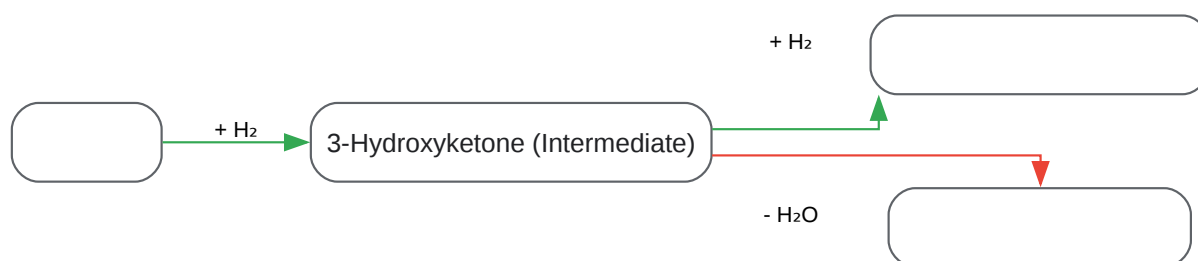 + H₂
+ H₂
3-Hydroxyketone (Intermediate)
- H₂O